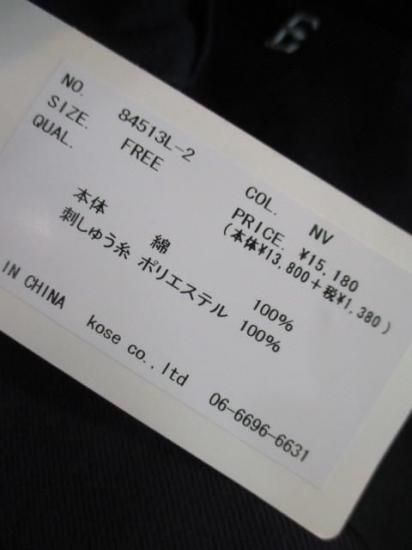 NO. 84513L-2 COL. NV
SIZE. FREE PRICE. ¥15,180
QUAL. (本体¥13,800+税¥1,380)
本体 綿 100%
刺しゅう糸 ポリエステル 100%
IN CHINA kose co.,ltd 06-6696-6631